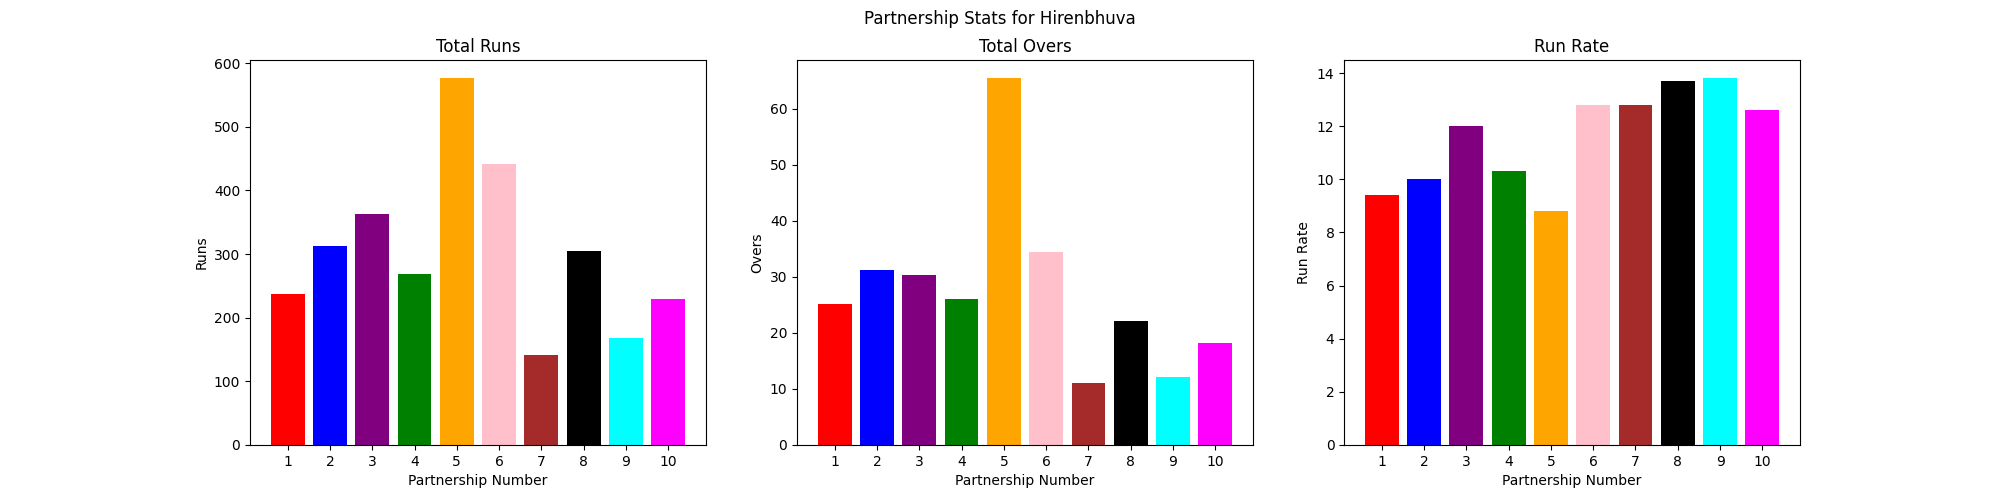 Partnership Stats for Hirenbhuva
Total Runs
Runs
600
500
400
300
200
100
0
1 2 3 4 5 6 7 8 9 10
Partnership Number
Total Overs
Overs
60
50
40
30
20
10
0
1 2 3 4 5 6 7 8 9 10
Partnership Number
Run Rate
Run Rate
14
12
10
8
6
4
2
0
1 2 3 4 5 6 7 8 9 10
Partnership Number